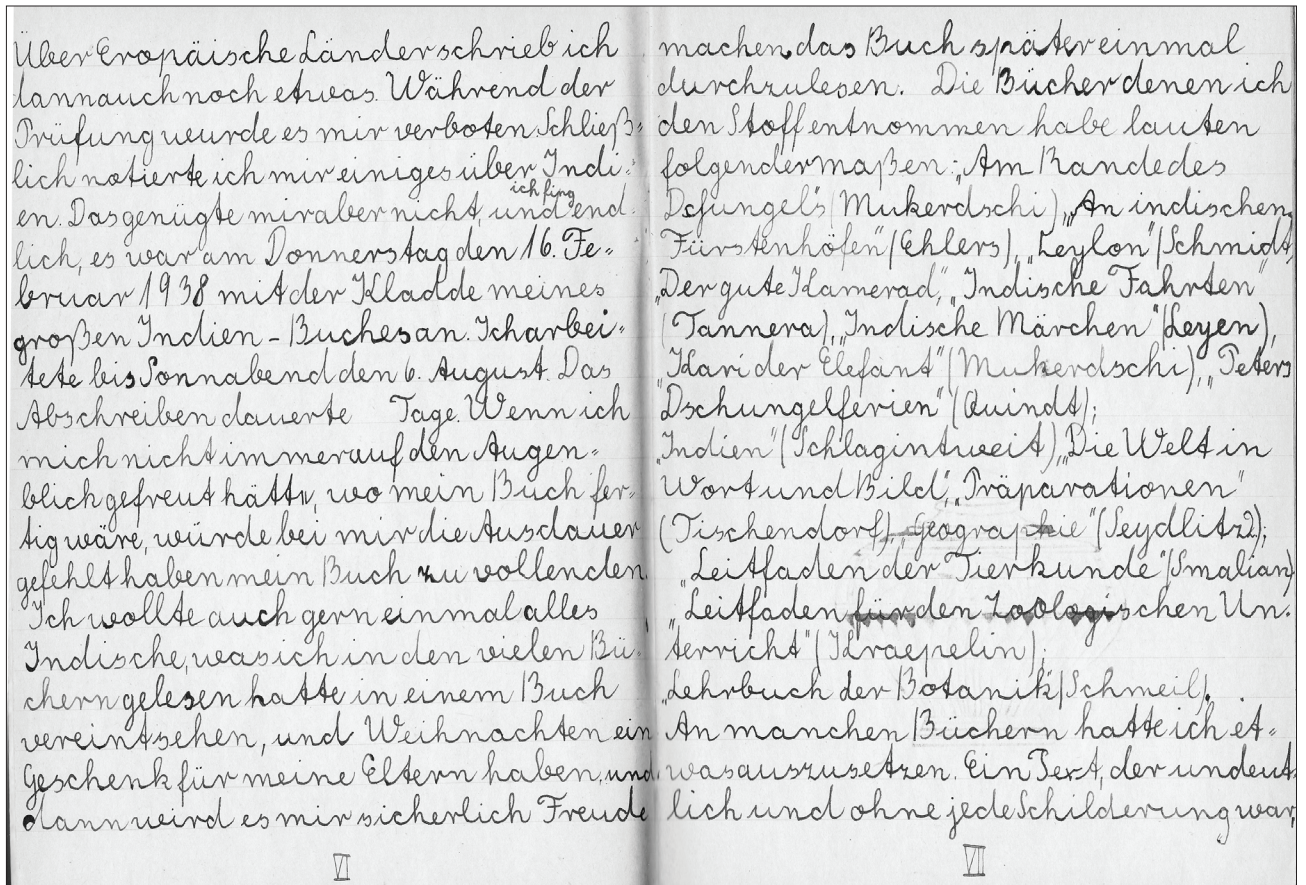 Über Eropäische Länder schrieb ich
dann auch noch etwas. Während der
Prüfung wurde es mir verboten. Schließ=
lich notierte ich mir einiges über Indi=
ich fing
en. Das genügte mir aber nicht, und end=
lich, es war am Donnerstag den 16. Fe=
bruar 1938 mit der Kladde meines
großen Indien - Buches an. Ich arbei=
tete bis Sonnabend den 6. August. Das
Abschreiben dauerte Tage. Wenn ich
mich nicht immer auf den Augen=
blick gefreut hätte, wo mein Buch fer=
tig wäre, würde bei mir die Ausdauer
gefehlt haben mein Buch zu vollenden.
Ich wollte auch gern einmal alles
Indische, was ich in den vielen Bü=
chern gelesen hatte in einem Buch
vereint sehen, und Weihnachten ein
Geschenk für meine Eltern haben, und
dann wird es mir sicherlich Freude
VI
machen das Buch später einmal
durchzulesen. Die Bücher denen ich
den Stoff entnommen habe lauten
folgendermaßen: „Am Rande des
Dschungels" (Mukerdschi), „An indischen
Fürstenhöfen" (Ehlers), „Zeylon" (Schmidt),
„Der gute Kamerad", „Indische Fahrten"
(Tannera), „Indische Märchen" (Leyen),
„Kari der Elefant" (Mukerdschi), „Peters
Dschungelferien" (Quindt);
„Indien" (Schlagintweit), „Die Welt in
Wort und Bild", „Präparationen"
(Tischendorf), „Geographie" (Seydlitz 2);
„Leitfaden der Tierkunde" (Smalian)
„Leitfaden für den Zoologischen Un=
terricht" (Kraepelin);
„Lehrbuch der Botanik" (Schmeil).
An manchen Büchern hatte ich et=
was auszusetzen. Ein Text, der undeut=
lich und ohne jede Schilderung war,
VII